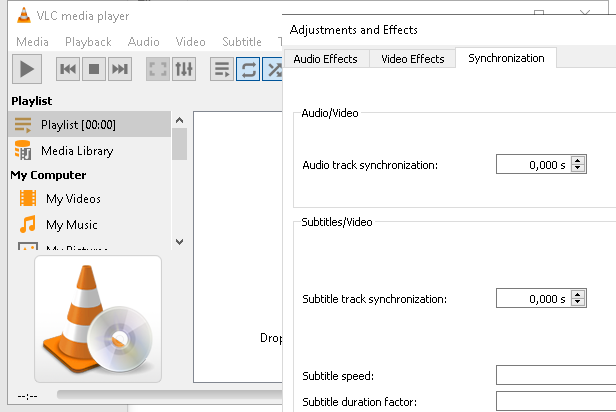 VLC media player
Media Playback Audio Video Subtitle
Playlist
Playlist [00:00]
Media Library
My Computer
My Videos
My Music
My Pictures
--:--
Adjustments and Effects
Audio Effects Video Effects Synchronization
Audio/Video
Audio track synchronization: 0,000 s
Subtitles/Video
Subtitle track synchronization: 0,000 s
Subtitle speed:
Subtitle duration factor: